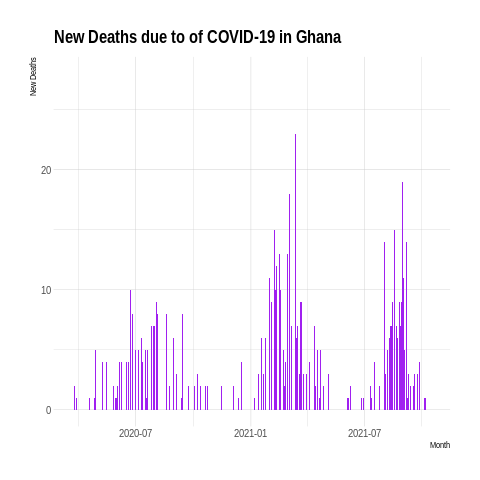 New Deaths due to of COVID-19 in Ghana
New Deaths
20
10
0
2020-07
2021-01
2021-07
Month